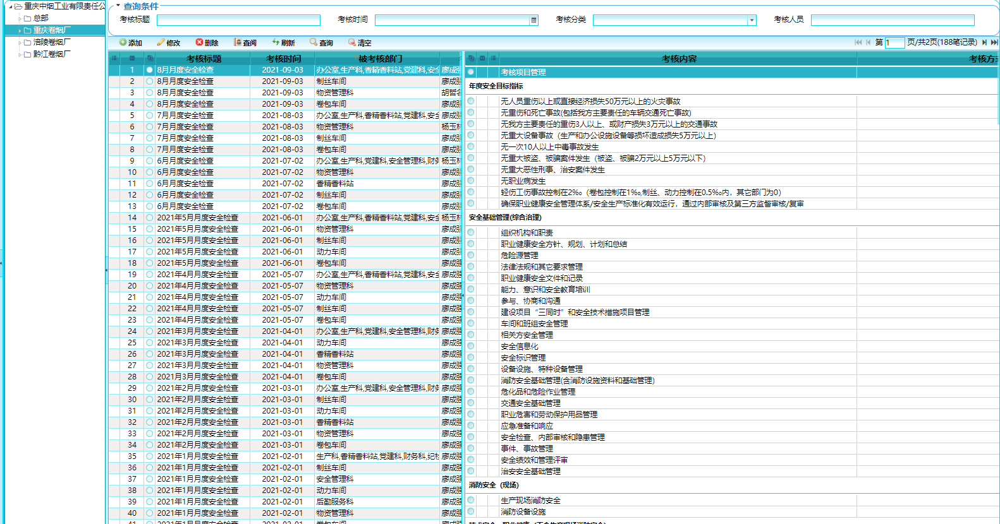 重庆中烟工业有限责任公
总部
重庆卷烟厂
涪陵卷烟厂
黔江卷烟厂
查询条件
考核标题
考核时间
考核分类
考核人员
添加 修改 删除 查阅 刷新 查询 清空
第 1 页/共2页(188笔记录)
考核标题 考核时间 被考核部门
1 8月月度安全检查 2021-09-03 办公室,生产科,香精香料站,党建科,安全 廖成强
2 8月月度安全检查 2021-09-03 制丝车间 廖成强
3 8月月度安全检查 2021-09-03 物资管理科 胡哲名
4 8月月度安全检查 2021-09-03 卷包车间 廖成强
5 7月月度安全检查 2021-08-03 办公室,生产科,香精香料站,党建科,安全 廖成强
6 7月月度安全检查 2021-08-03 物资管理科 杨玉林
7 7月月度安全检查 2021-08-03 制丝车间 廖成强
8 7月月度安全检查 2021-08-03 卷包车间 廖成强
9 6月月度安全检查 2021-07-02 办公室,生产科,党建科,安全管理科,财务 杨玉林
10 6月月度安全检查 2021-07-02 物资管理科 廖成强
11 6月月度安全检查 2021-07-02 香精香料站 廖成强
12 6月月度安全检查 2021-07-02 制丝车间 廖成强
13 6月月度安全检查 2021-07-02 卷包车间 廖成强
14 2021年5月月度安全检查 2021-06-01 办公室,生产科,香精香料站,党建科,安全 杨玉林
15 2021年5月月度安全检查 2021-06-01 物资管理科 廖成强
16 2021年5月月度安全检查 2021-06-01 制丝车间 廖成强
17 2021年5月月度安全检查 2021-06-01 动力车间 廖成强
18 2021年5月月度安全检查 2021-06-01 卷包车间 廖成强
19 2021年4月月度安全检查 2021-05-07 办公室,生产科,香精香料站,党建科,安全 廖成强
20 2021年4月月度安全检查 2021-05-07 物资管理科 廖成强
21 2021年4月月度安全检查 2021-05-07 动力车间 廖成强
22 2021年4月月度安全检查 2021-05-07 制丝车间 廖成强
23 2021年4月月度安全检查 2021-05-07 卷包车间 廖成强
24 2021年3月月度安全检查 2021-04-01 办公室,生产科,党建科,安全管理科,财务 廖成强
25 2021年3月月度安全检查 2021-04-01 动力车间 廖成强
26 2021年3月月度安全检查 2021-04-01 香精香料站 廖成强
27 2021年3月月度安全检查 2021-04-01 物资管理科 廖成强
28 2021月3月月度安全检查 2021-04-01 卷包车间 廖成强
29 2021年2月月度安全检查 2021-03-01 办公室,生产科,党建科,安全管理科,财务 廖成强
30 2021年2月月度安全检查 2021-03-01 制丝车间 廖成强
31 2021年2月月度安全检查 2021-03-01 动力车间 廖成强
32 2021年2月月度安全检查 2021-03-01 香精香料站 廖成强
33 2021年2月月度安全检查 2021-03-01 物资管理科 廖成强
34 2021年2月月度安全检查 2021-03-01 卷包车间 廖成强
35 2021年1月月度安全检查 2021-02-01 生产科,香精香料站,党建科,财务科,纪检 廖成强
36 2021年1月月度安全检查 2021-02-01 制丝车间 廖成强
37 2021年1月月度安全检查 2021-02-01 安全管理科 廖成强
38 2021年1月月度安全检查 2021-02-01 动力车间 廖成强
39 2021年1月月度安全检查 2021-02-01 后勤服务科 廖成强
40 2021年1月月度安全检查 2021-02-01 物资管理科 廖成强
41 2021年1月月度安全检查 2021-02-01 卷包车间 廖成强
考核内容 考核方式
考核项目管理
年度安全目标指标
无人员重伤以上或直接经济损失50万元以上的火灾事故
无重伤和死亡事故(包括我方主要责任的车辆交通死亡事故)
无我方主要责任的重伤3人以上、或财产损失3万元以上的交通事故
无重大设备事故（生产和办公设施设备等损坏造成损失5万元以上）
无一次10人以上中毒事故发生
无重大被盗、被骗案件发生（被盗、被骗2万元以上5万元以下）
无重大恶性刑事、治安案件发生
无职业病发生
轻伤工伤事故控制在2‰（卷包控制在1‰,制丝、动力控制在0.5‰内，其它部门为0）
确保职业健康安全管理体系/安全生产标准化有效运行，通过内部审核及第三方监督审核/复审
安全基础管理(综合治理)
组织机构和职责
职业健康安全方针、规划、计划和总结
危险源管理
法律法规和其它要求管理
职业健康安全文件和记录
能力、意识和安全教育培训
参与、协商和沟通
建设项目“三同时”和安全技术措施项目管理
车间和班组安全管理
相关方安全管理
安全信息化
安全标识管理
设备设施、特种设备管理
消防安全基础管理(含消防设施资料和基础管理)
危化品和危险作业管理
交通安全基础管理
职业危害和劳动保护用品管理
应急准备和响应
安全检查、内部审核和隐患管理
事件、事故管理
安全绩效和管理评审
治安安全基础管理
消防安全（现场）
生产现场消防安全
消防设备设施